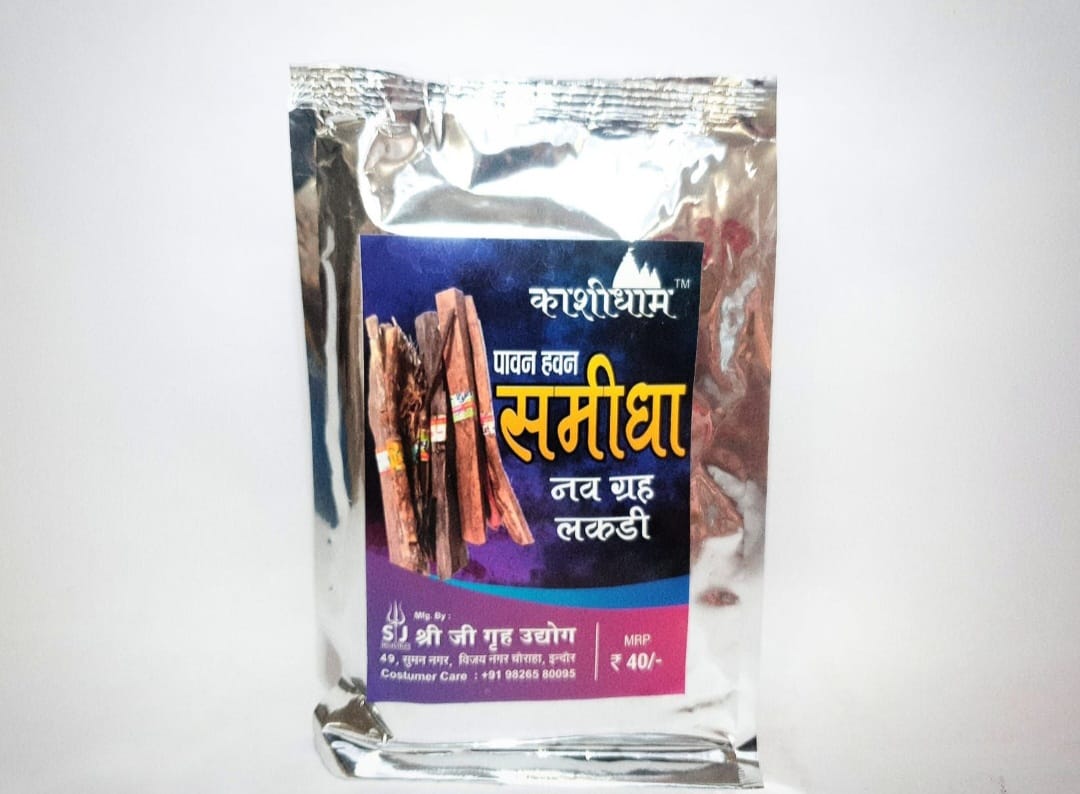 काशीधाम™
पावन हवन
समीधा
नव ग्रह
लकडी
Mfg. By :
SJ श्री जी गृह उद्योग
49, सुमन नगर, विजय नगर चौराहा, इन्दौर
Costumer Care : +91 98265 80095
MRP
₹ 40/-